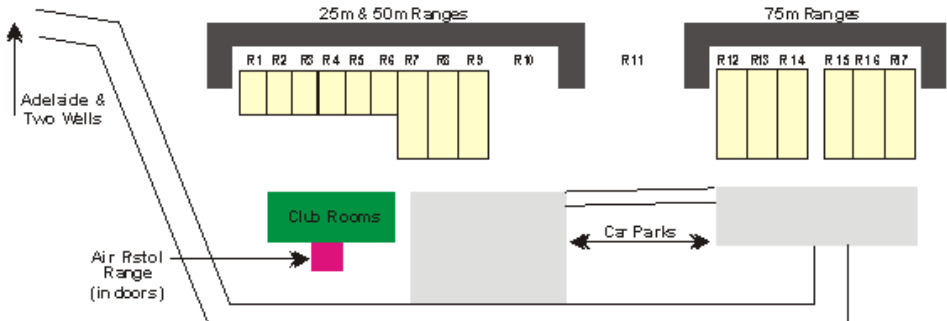 25m & 50m Ranges
75m Ranges
R1 R2 R3 R4 R5 R6 R7 R8 R9 R10 R11 R12 R13 R14 R15 R16 R17
Adelaide &
Two Wells
Club Rooms
Car Parks
Air Pistol
Range
(indoors)